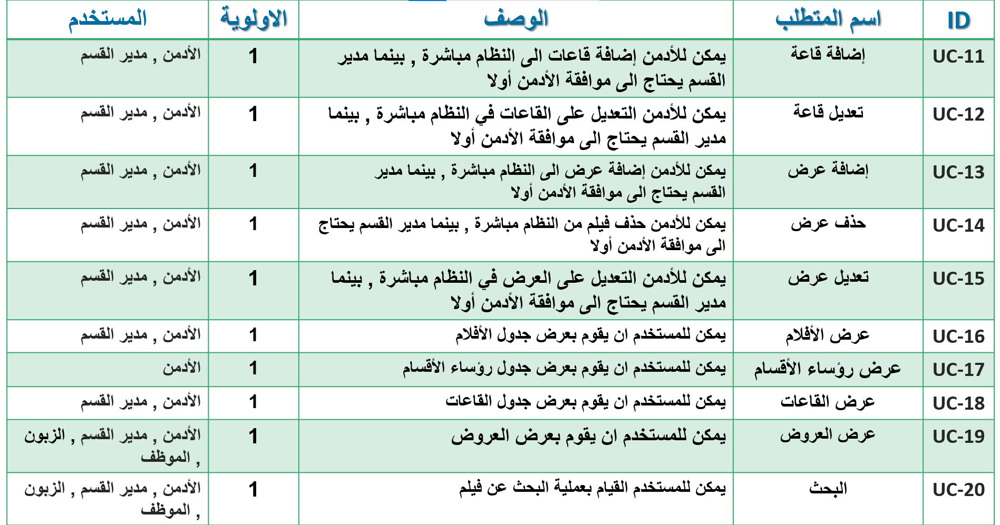 ID اسم المتطلب الوصف الاولوية المستخدم
UC-11 إضافة قاعة يمكن للأدمن إضافة قاعات الى النظام مباشرة , بينما مدير 1 الأدمن , مدير القسم
القسم يحتاج الى موافقة الأدمن أولا
UC-12 تعديل قاعة يمكن للأدمن التعديل على القاعات في النظام مباشرة , بينما 1 الأدمن , مدير القسم
مدير القسم يحتاج الى موافقة الأدمن أولا
UC-13 إضافة عرض يمكن للأدمن إضافة عرض الى النظام مباشرة , بينما مدير 1 الأدمن , مدير القسم
القسم يحتاج الى موافقة الأدمن أولا
UC-14 حذف عرض يمكن للأدمن حذف فيلم من النظام مباشرة , بينما مدير القسم يحتاج 1 الأدمن , مدير القسم
الى موافقة الأدمن أولا
UC-15 تعديل عرض يمكن للأدمن التعديل على العرض في النظام مباشرة , بينما 1 الأدمن , مدير القسم
مدير القسم يحتاج الى موافقة الأدمن أولا
UC-16 عرض الأفلام يمكن للمستخدم ان يقوم بعرض جدول الأفلام 1 الأدمن , مدير القسم
UC-17 عرض رؤساء الأقسام يمكن للمستخدم ان يقوم بعرض جدول رؤساء الأقسام 1 الأدمن
UC-18 عرض القاعات يمكن للمستخدم ان يقوم بعرض جدول القاعات 1 الأدمن , مدير القسم
UC-19 عرض العروض يمكن للمستخدم ان يقوم بعرض العروض 1 الأدمن , مدير القسم , الزبون
, الموظف
UC-20 البحث يمكن للمستخدم القيام بعملية البحث عن فيلم 1 الأدمن , مدير القسم , الزبون
, الموظف